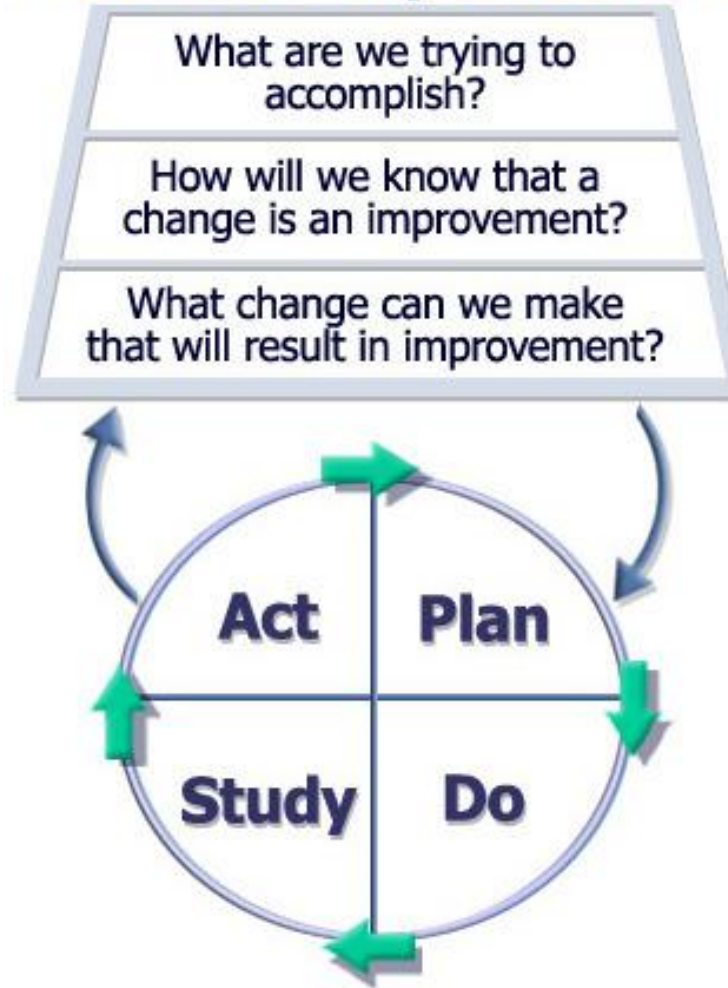 What are we trying to
accomplish?
How will we know that a
change is an improvement?
What change can we make
that will result in improvement?
Act
Plan
Study
Do